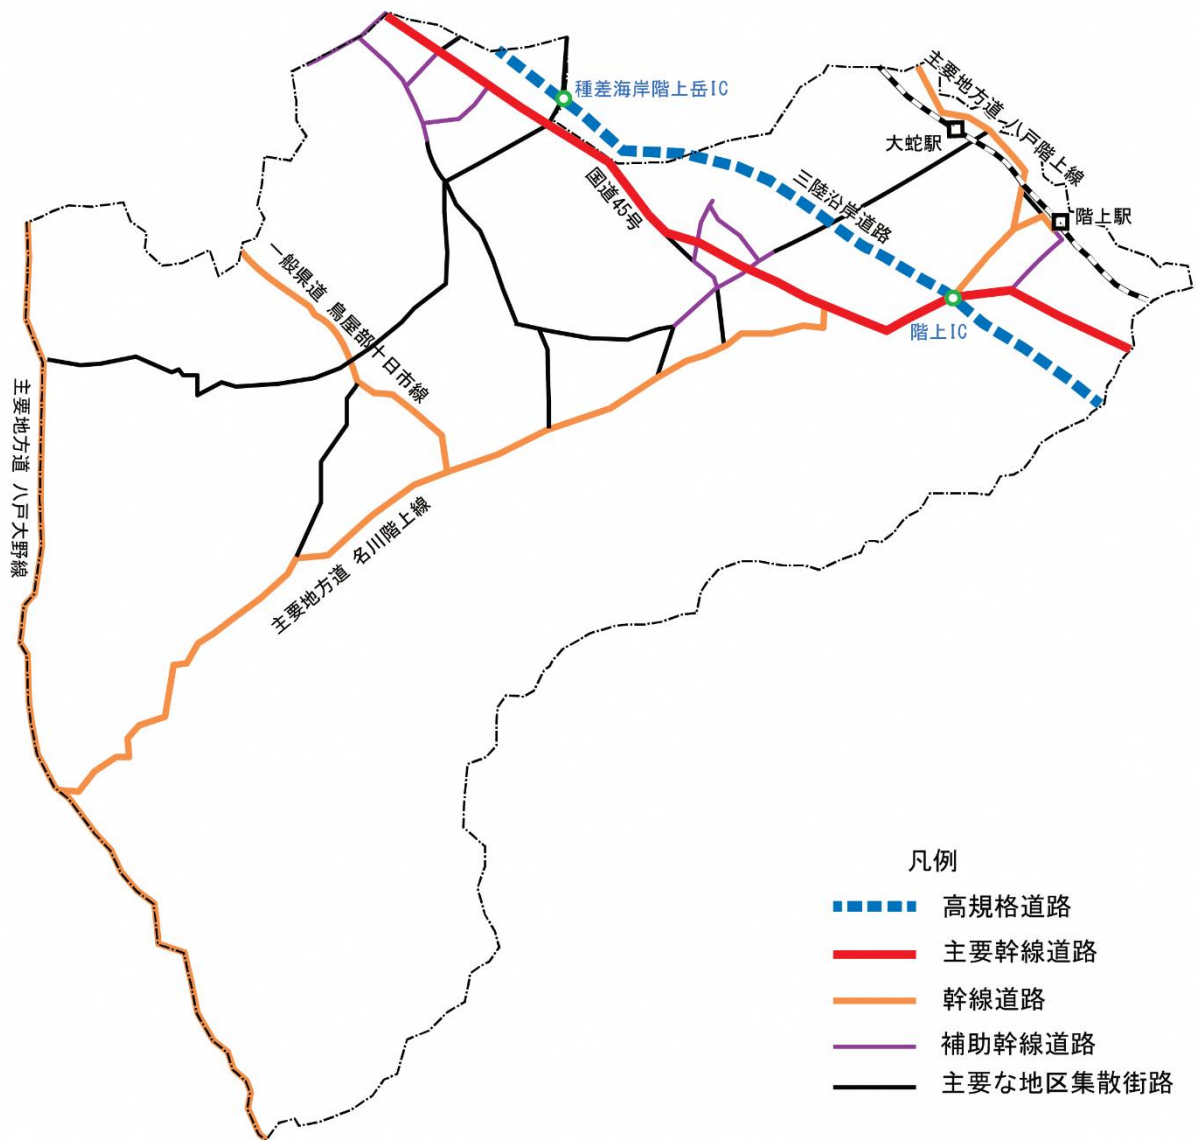 主要地方道 八戸階上線
種差海岸階上岳IC
大蛇駅
三陸沿岸道路
国道45号
階上駅
一般県道 鳥屋部十日市線
階上IC
主要地方道 八戸大野線
主要地方道 名川階上線
凡例
高規格道路
主要幹線道路
幹線道路
補助幹線道路
主要な地区集散街路